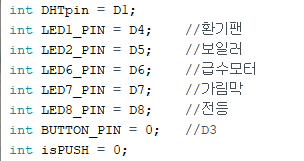 int DHTpin = D1;
int LED1_PIN = D4;    //환기팬
int LED2_PIN = D5;    //보일러
int LED6_PIN = D6;    //급수모터
int LED7_PIN = D7;    //가림막
int LED8_PIN = D8;    //전등
int BUTTON_PIN = 0;   //D3
int isPUSH = 0;